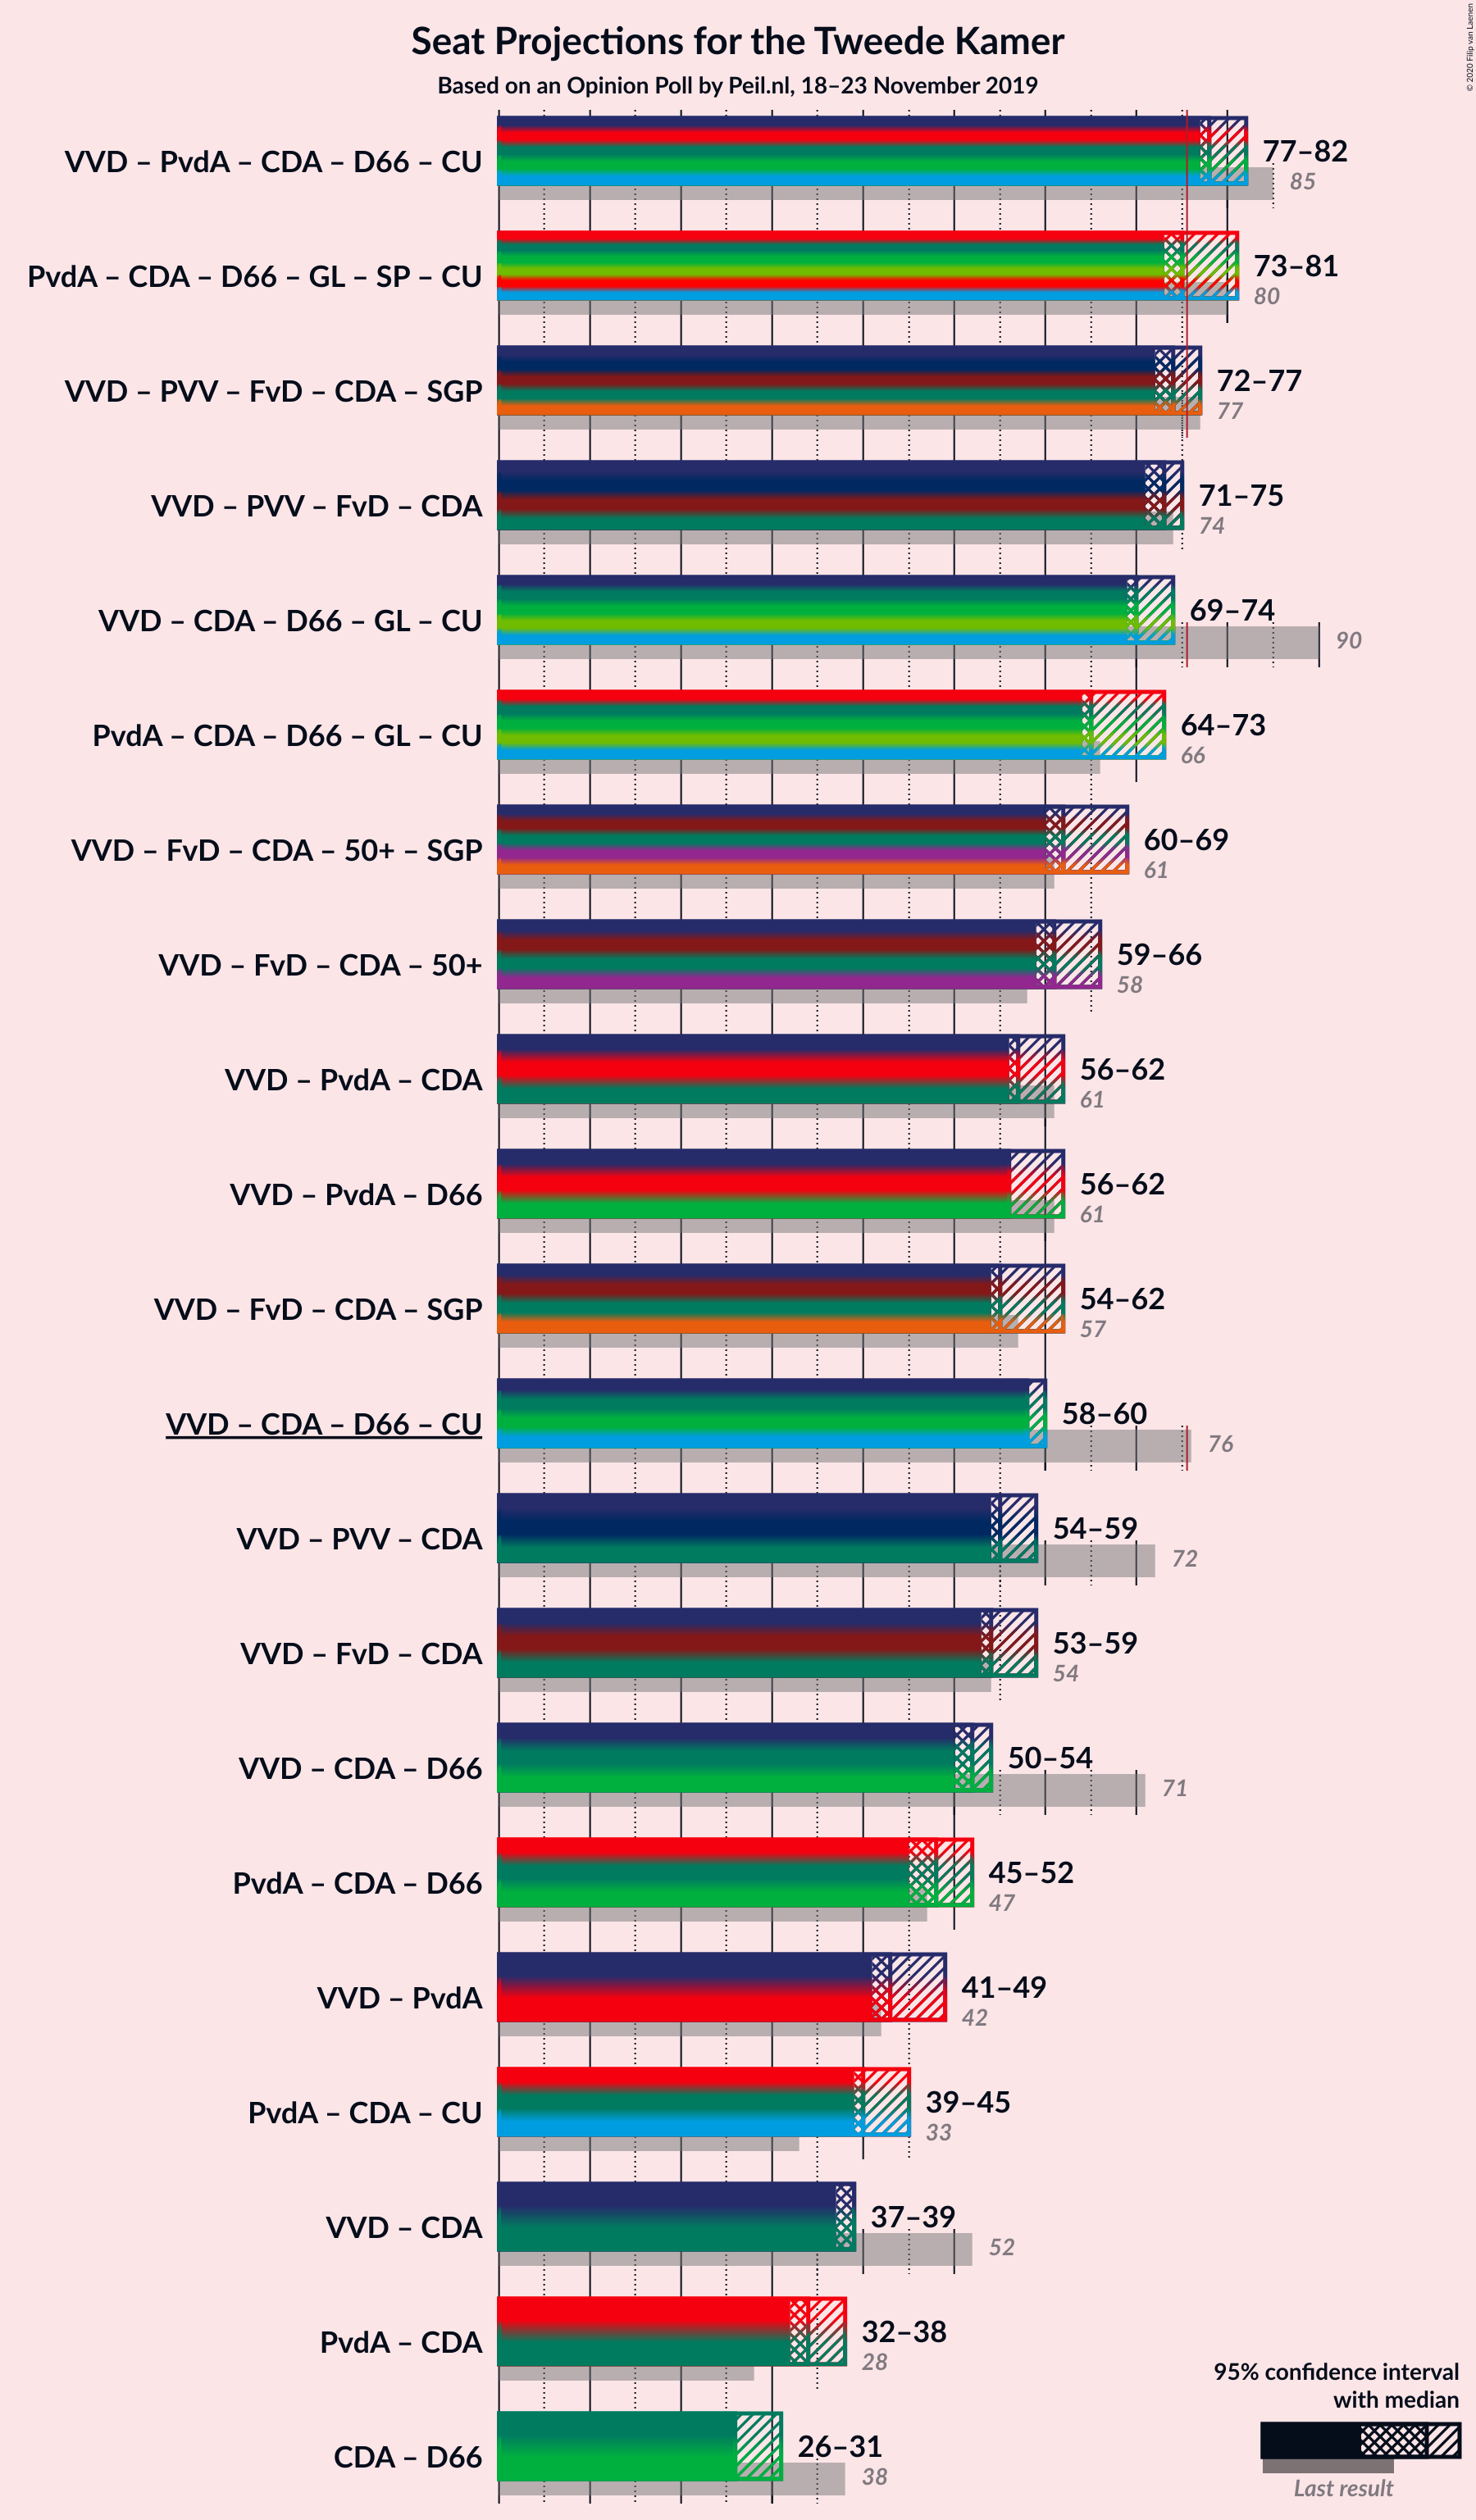 Seat Projections for the Tweede Kamer
Based on an Opinion Poll by Peil.nl, 18–23 November 2019
© 2020 Filip van Laenen
VVD – PvdA – CDA – D66 – CU
77–82
85
PvdA – CDA – D66 – GL – SP – CU
73–81
80
VVD – PVV – FvD – CDA – SGP
72–77
77
VVD – PVV – FvD – CDA
71–75
74
VVD – CDA – D66 – GL – CU
69–74
90
PvdA – CDA – D66 – GL – CU
64–73
66
VVD – FvD – CDA – 50+ – SGP
60–69
61
VVD – FvD – CDA – 50+
59–66
58
VVD – PvdA – CDA
56–62
61
VVD – PvdA – D66
56–62
61
VVD – FvD – CDA – SGP
54–62
57
VVD – CDA – D66 – CU
58–60
76
VVD – PVV – CDA
54–59
72
VVD – FvD – CDA
53–59
54
VVD – CDA – D66
50–54
71
PvdA – CDA – D66
45–52
47
VVD – PvdA
41–49
42
PvdA – CDA – CU
39–45
33
VVD – CDA
37–39
52
PvdA – CDA
32–38
28
CDA – D66
26–31
38
95% confidence interval
with median
Last result